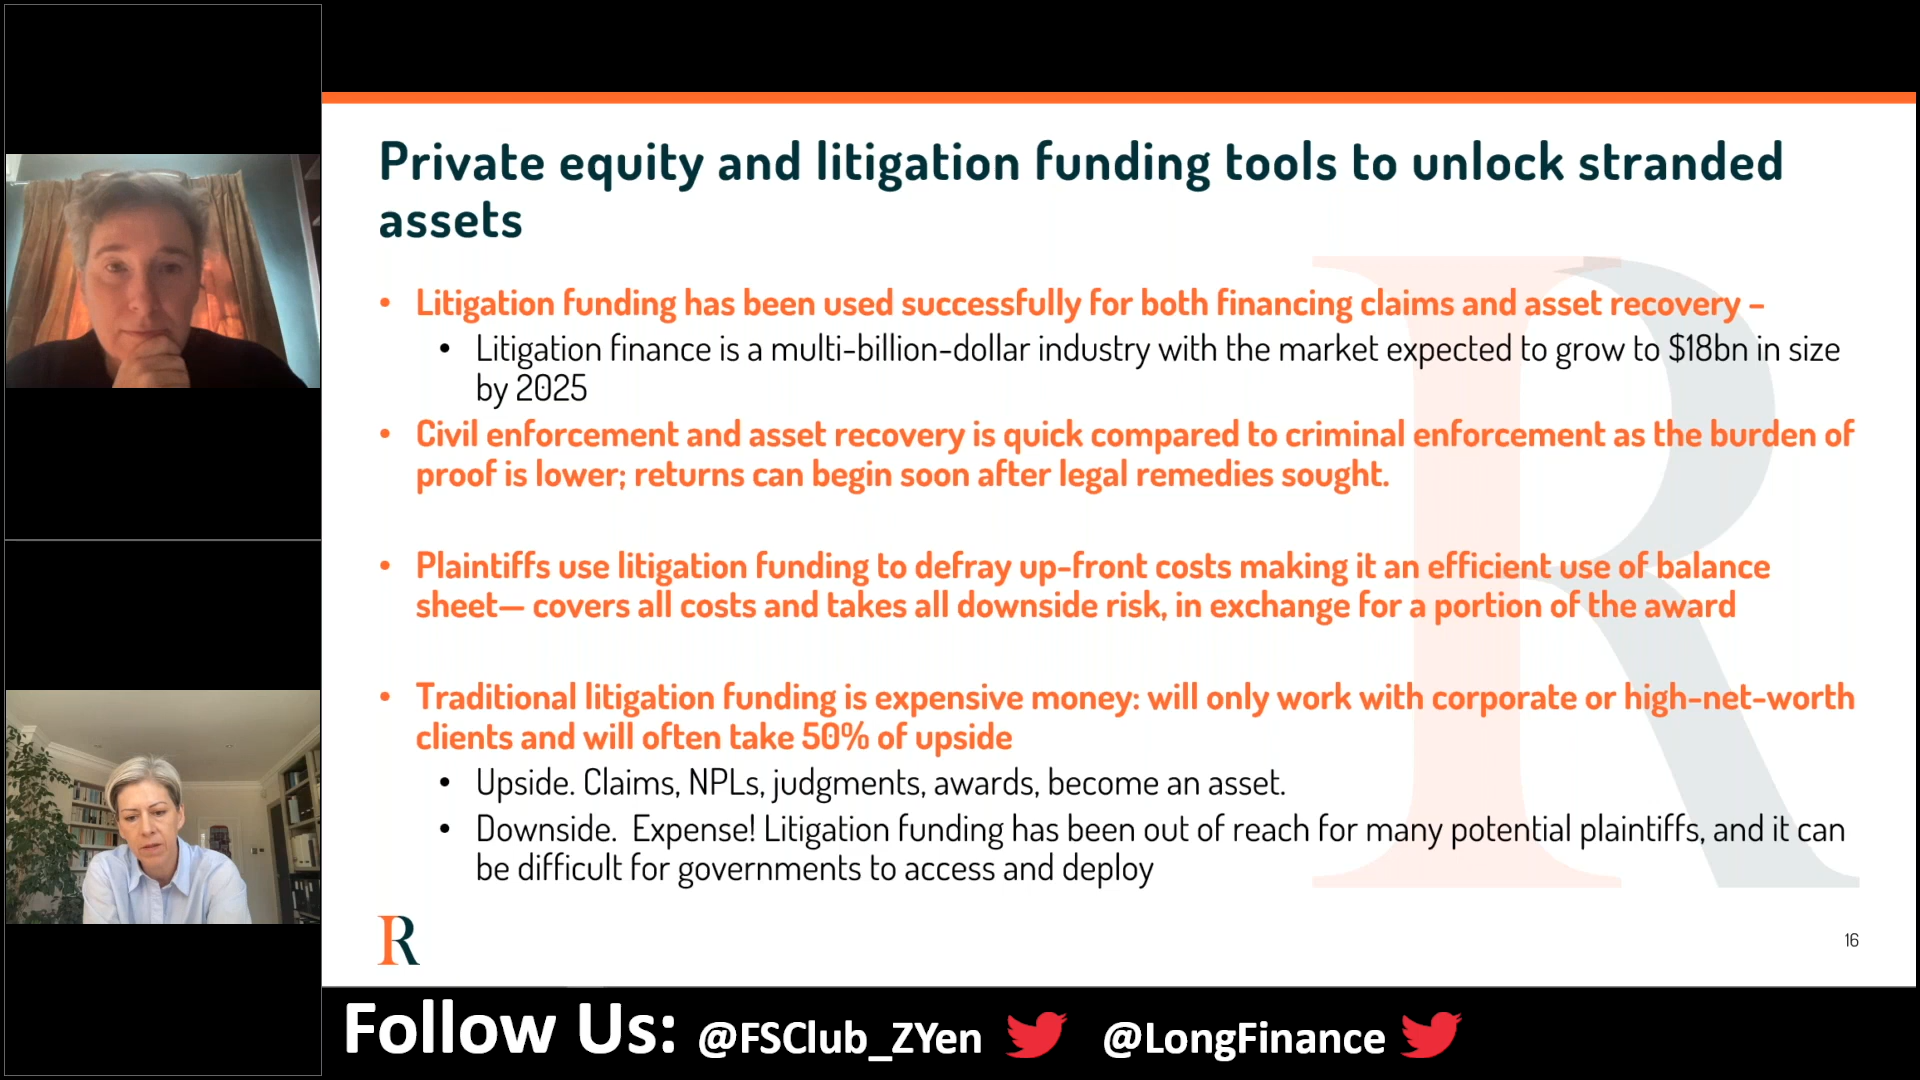 Private equity and litigation funding tools to unlock stranded
assets
• Litigation funding has been used successfully for both financing claims and asset recovery –
• Litigation finance is a multi-billion-dollar industry with the market expected to grow to $18bn in size
by 2025
• Civil enforcement and asset recovery is quick compared to criminal enforcement as the burden of
proof is lower; returns can begin soon after legal remedies sought.
• Plaintiffs use litigation funding to defray up-front costs making it an efficient use of balance
sheet— covers all costs and takes all downside risk, in exchange for a portion of the award
• Traditional litigation funding is expensive money: will only work with corporate or high-net-worth
clients and will often take 50% of upside
• Upside. Claims, NPLs, judgments, awards, become an asset.
• Downside.  Expense! Litigation funding has been out of reach for many potential plaintiffs, and it can
be difficult for governments to access and deploy
R
16
Follow Us: @FSClub_ZYen @LongFinance